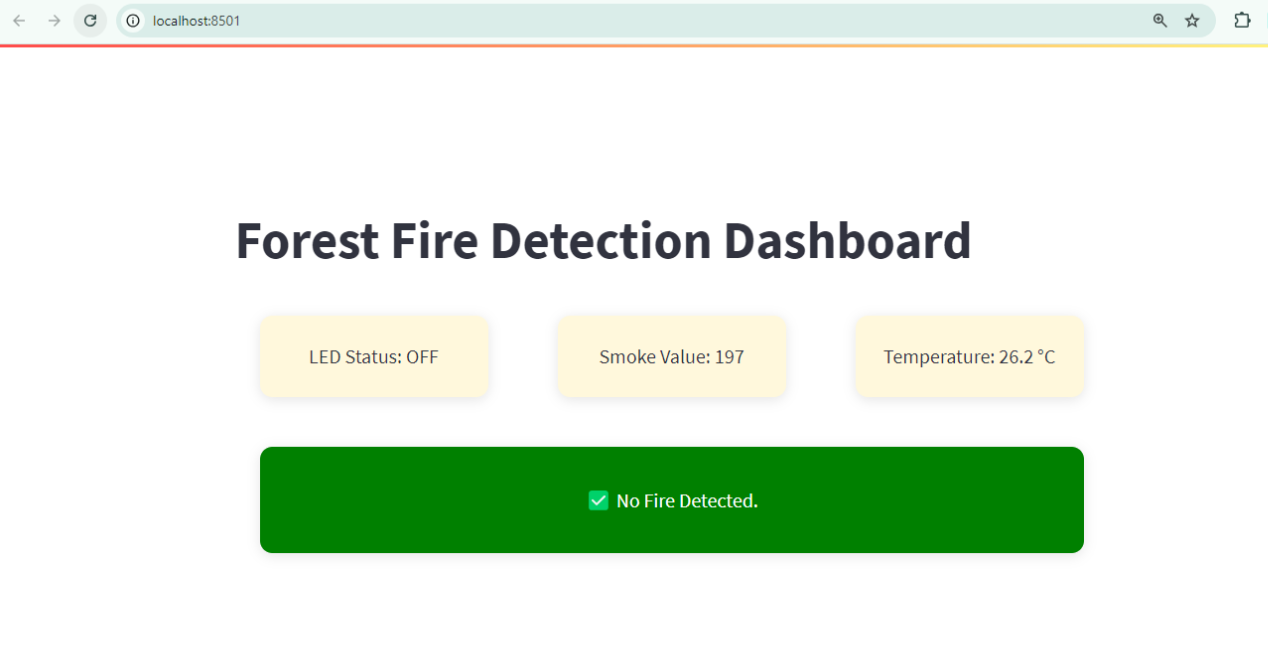 localhost:8501
Forest Fire Detection Dashboard
LED Status: OFF
Smoke Value: 197
Temperature: 26.2 °C
✅ No Fire Detected.